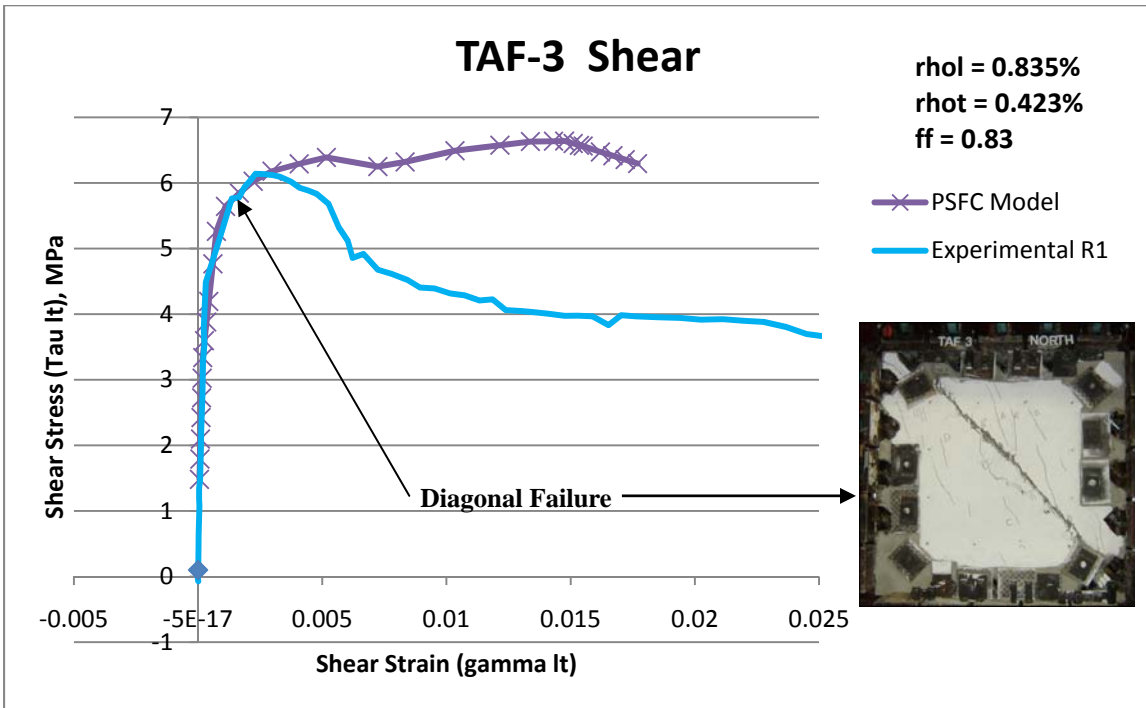 TAF-3 Shear
rhol = 0.835%
rhot = 0.423%
ff = 0.83
PSFC Model
Experimental R1
7
6
5
4
3
2
1
0
-1
Shear Stress (Tau lt), MPa
-0.005
-5E-17
0.005
0.01
0.015
0.02
0.025
Shear Strain (gamma lt)
Diagonal Failure
TAF 3 NORTH